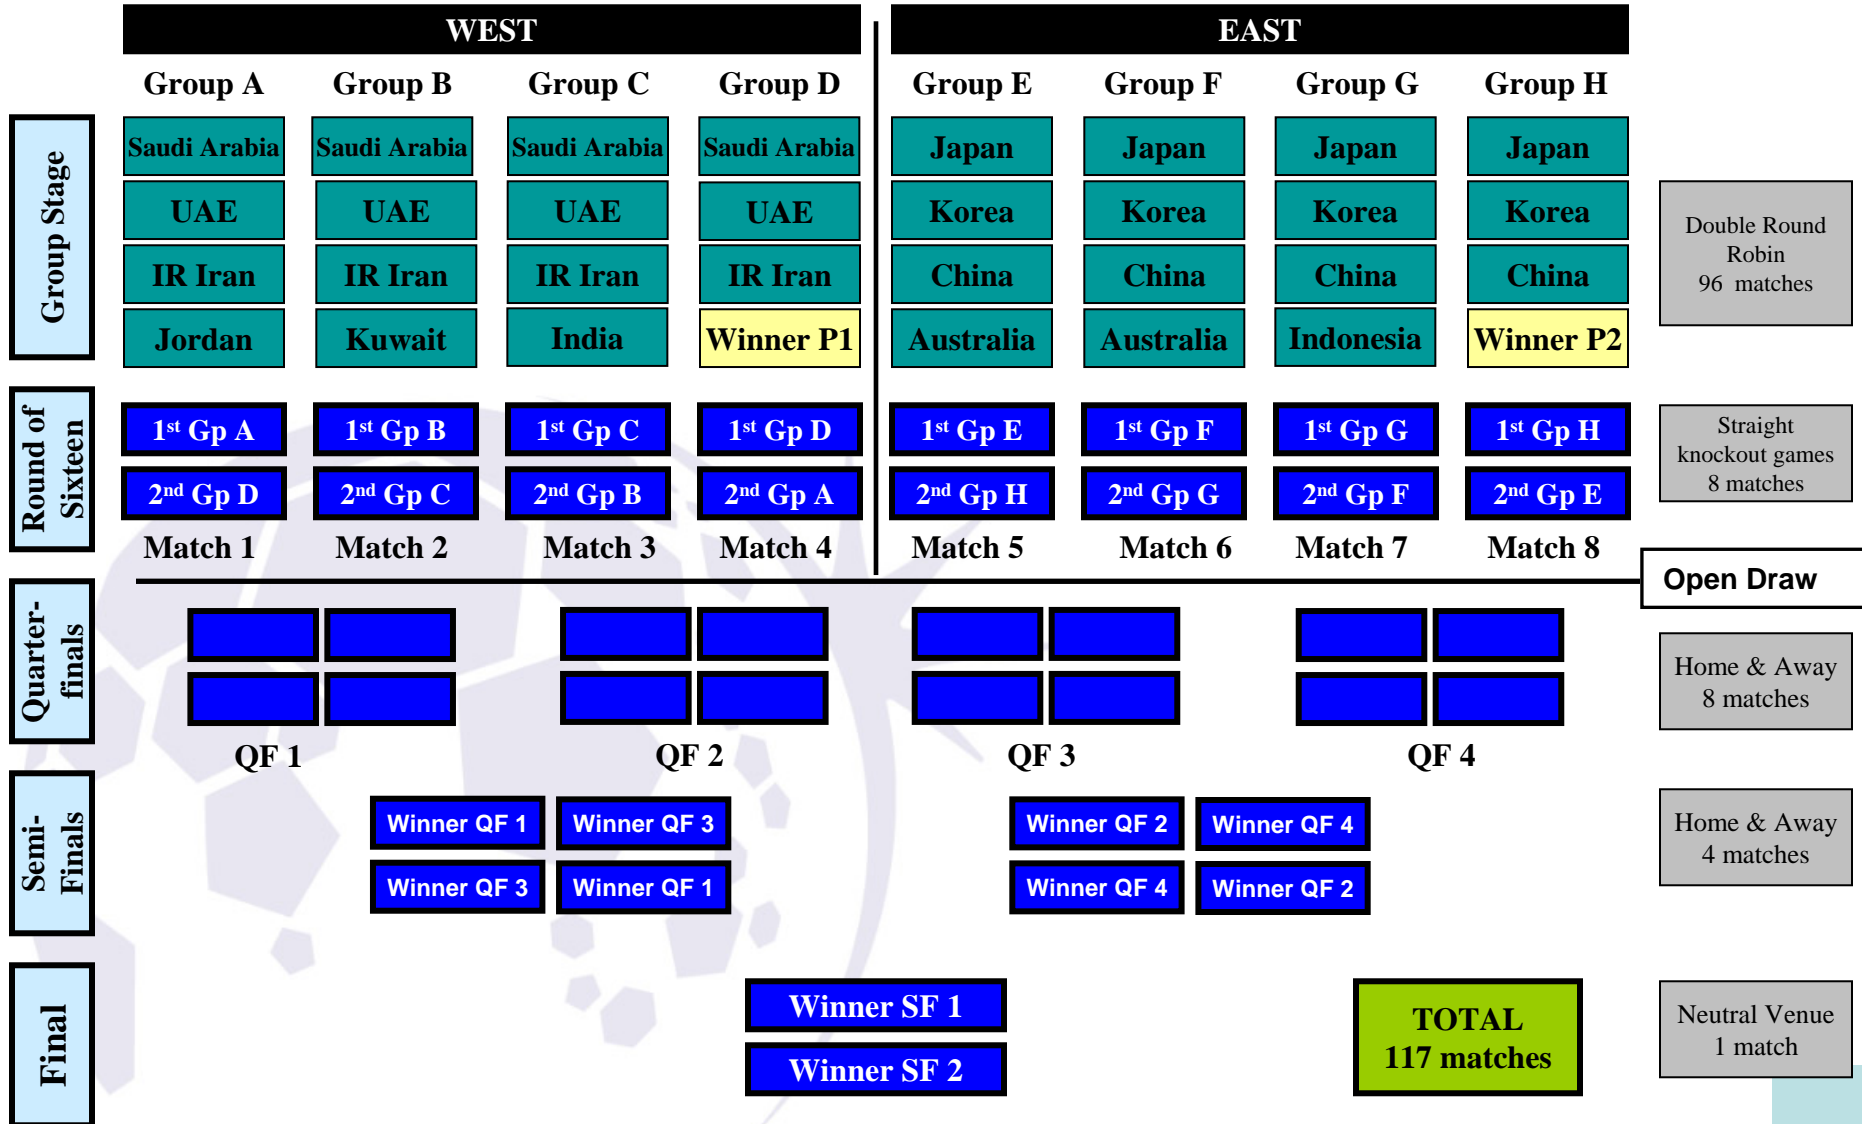 WEST
EAST
Group A
Group B
Group C
Group D
Group E
Group F
Group G
Group H
Group Stage
Saudi Arabia
Saudi Arabia
Saudi Arabia
Saudi Arabia
Japan
Japan
Japan
Japan
UAE
UAE
UAE
UAE
Korea
Korea
Korea
Korea
IR Iran
IR Iran
IR Iran
IR Iran
China
China
China
China
Jordan
Kuwait
India
Winner P1
Australia
Australia
Indonesia
Winner P2
Double Round
Robin
96 matches
Round of
Sixteen
1st Gp A
1st Gp B
1st Gp C
1st Gp D
1st Gp E
1st Gp F
1st Gp G
1st Gp H
2nd Gp D
2nd Gp C
2nd Gp B
2nd Gp A
2nd Gp H
2nd Gp G
2nd Gp F
2nd Gp E
Straight
knockout games
8 matches
Match 1
Match 2
Match 3
Match 4
Match 5
Match 6
Match 7
Match 8
Open Draw
Quarter-
finals
QF 1
QF 2
QF 3
QF 4
Home & Away
8 matches
Semi-
Finals
Winner QF 1
Winner QF 3
Winner QF 2
Winner QF 4
Winner QF 3
Winner QF 1
Winner QF 4
Winner QF 2
Home & Away
4 matches
Final
Winner SF 1
Winner SF 2
TOTAL
117 matches
Neutral Venue
1 match